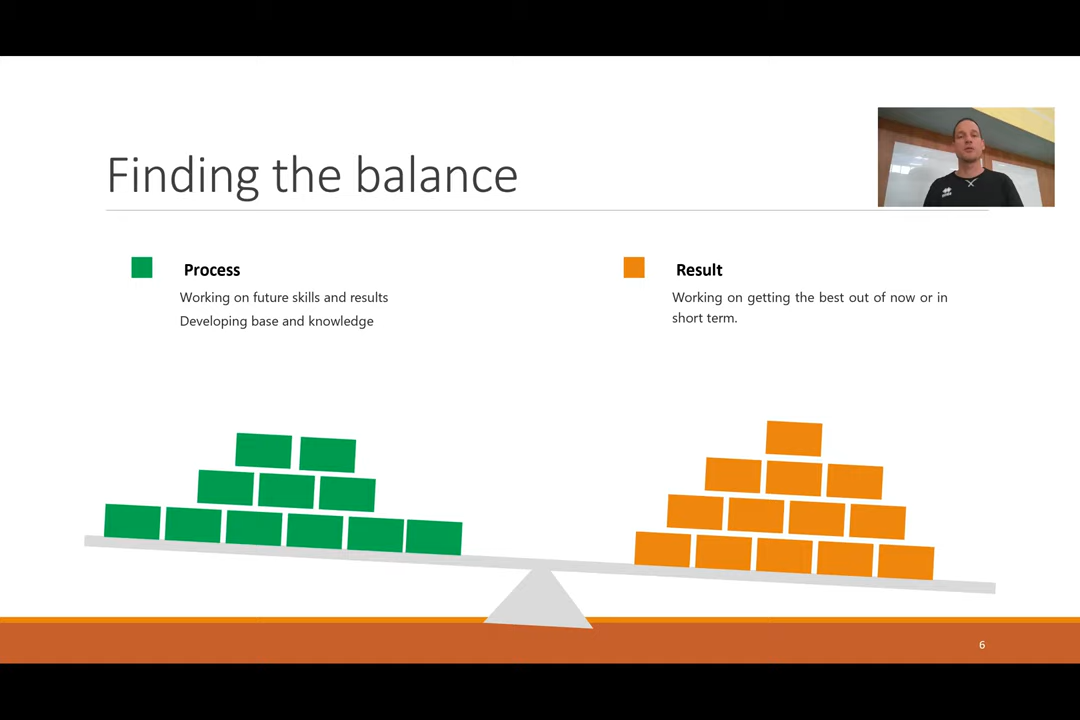 Finding the balance
Process
Working on future skills and results
Developing base and knowledge
Result
Working on getting the best out of now or in
short term.
6